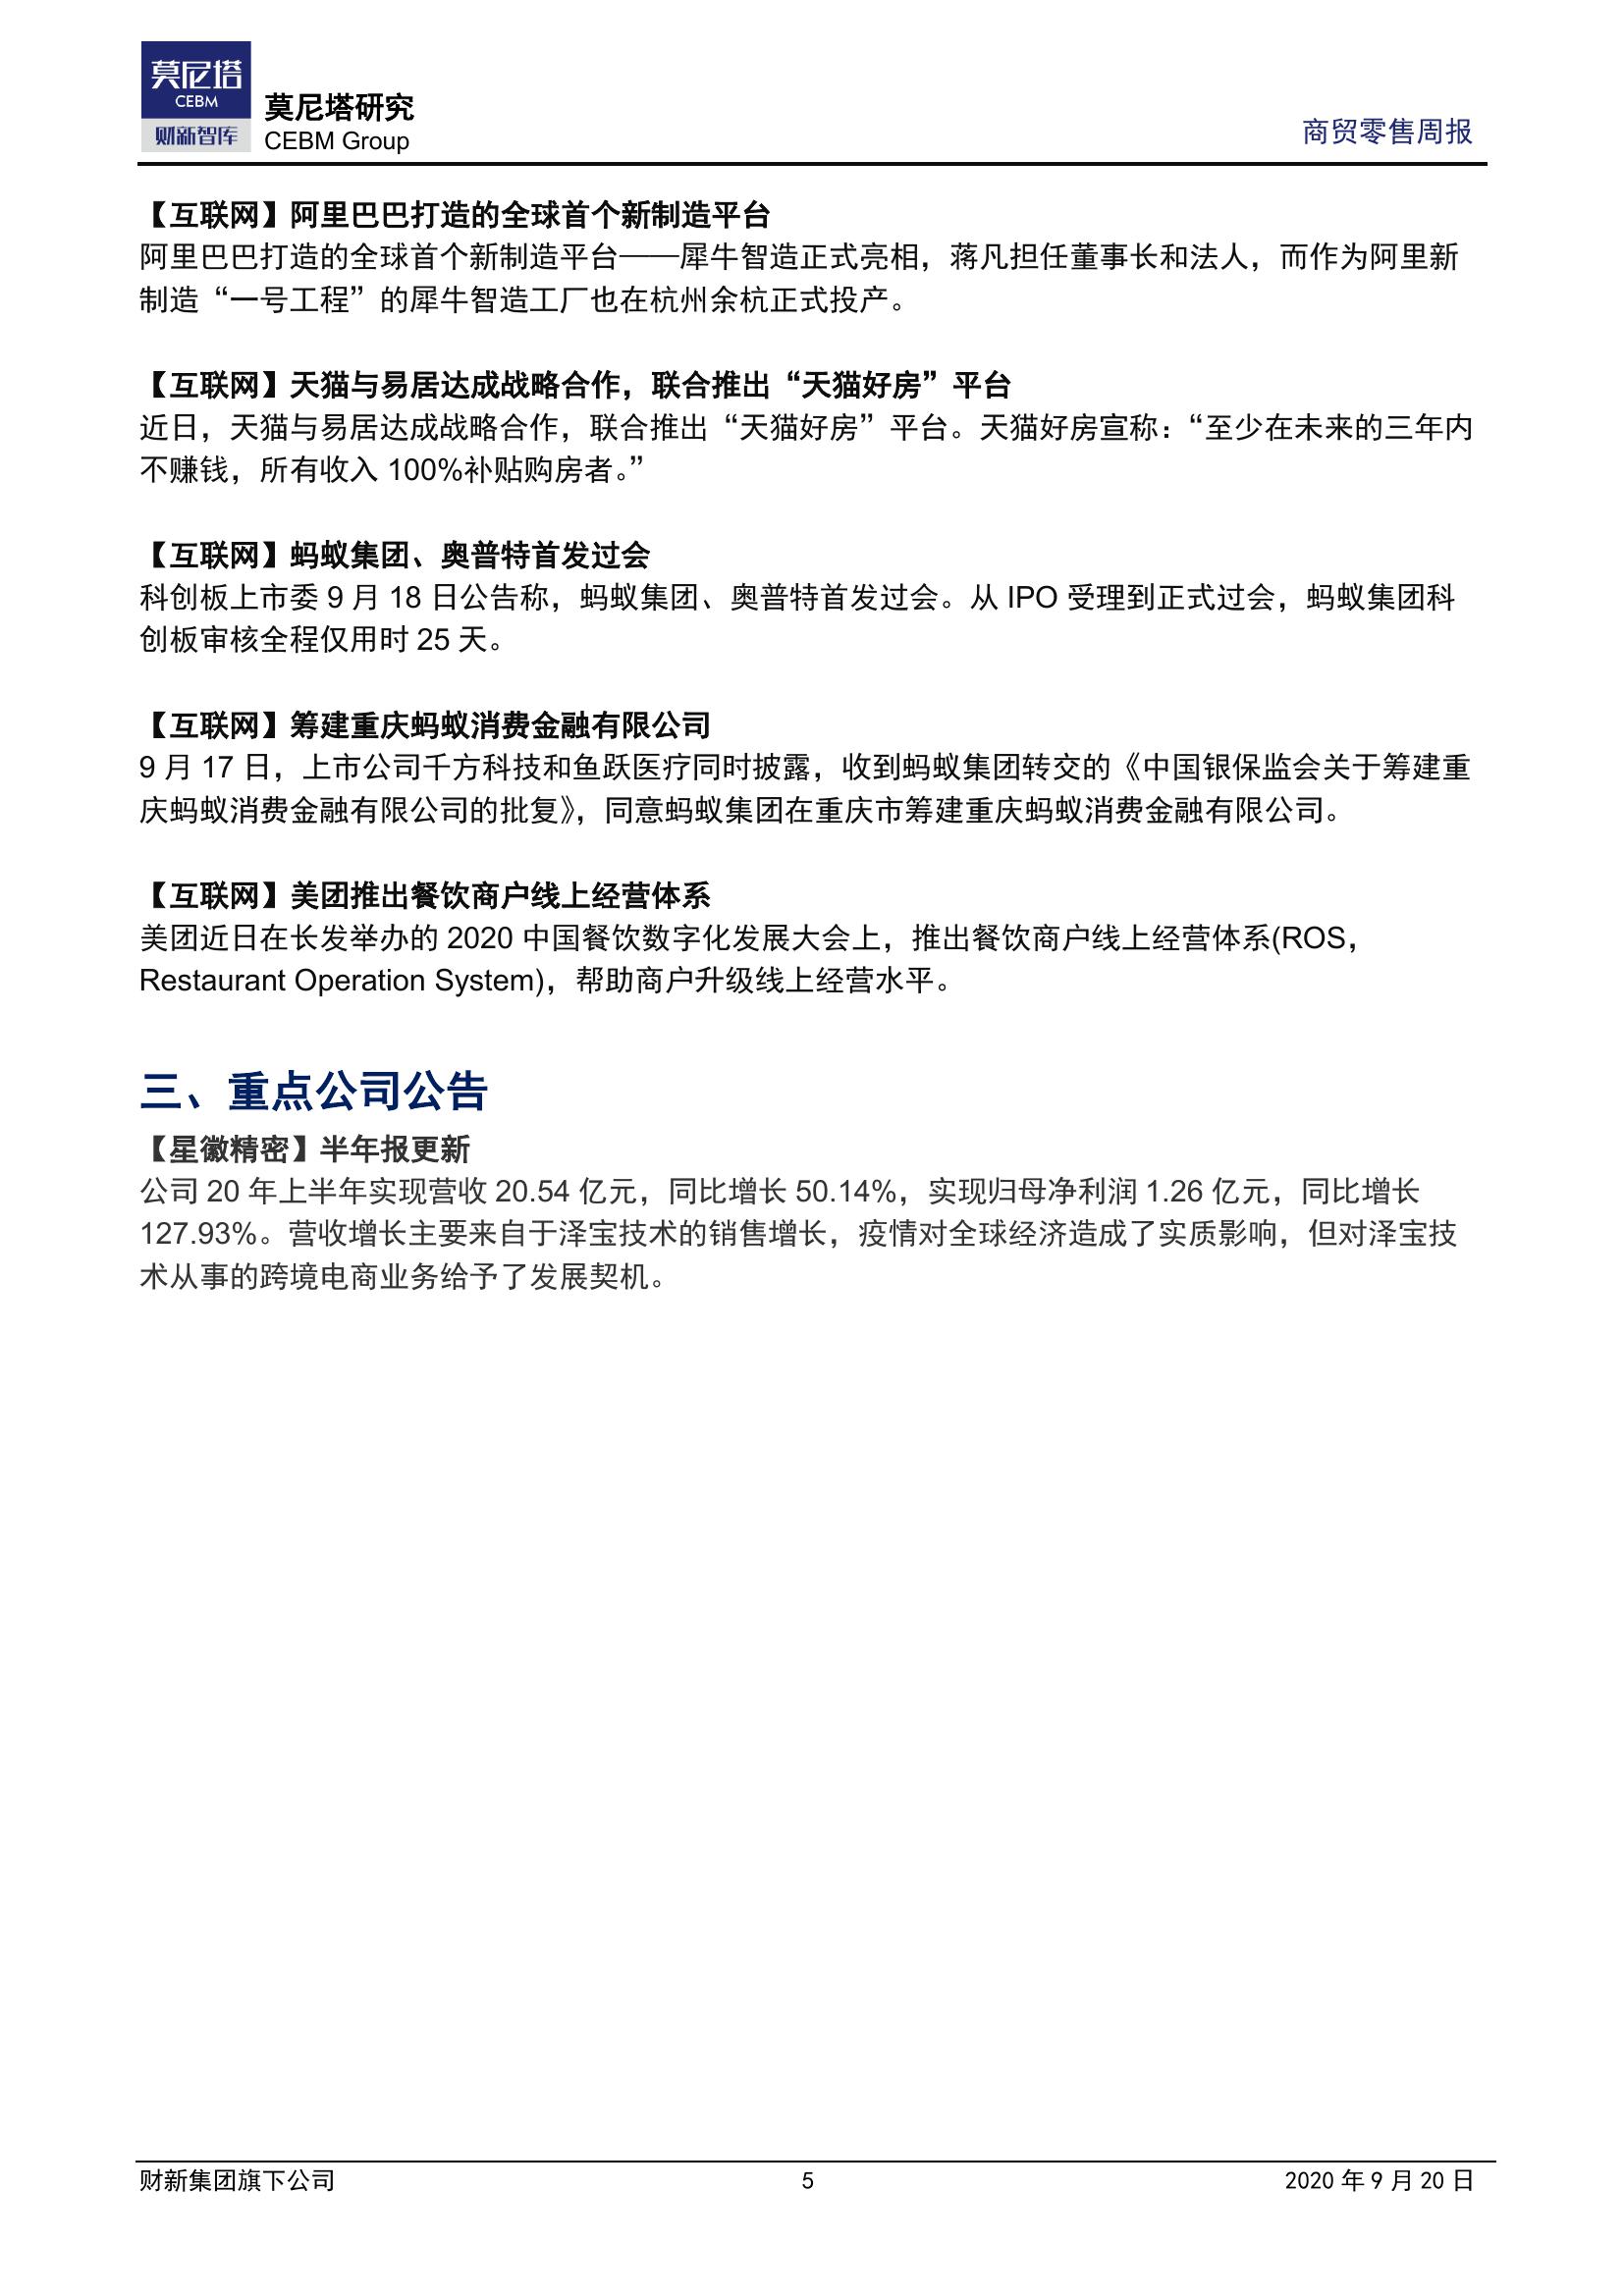 莫尼塔
CEBM
财新智库
莫尼塔研究
CEBM Group
商贸零售周报
【互联网】阿里巴巴打造的全球首个新制造平台
阿里巴巴打造的全球首个新制造平台——犀牛智造正式亮相，蒋凡担任董事长和法人，而作为阿里新
制造“一号工程”的犀牛智造工厂也在杭州余杭正式投产。
【互联网】天猫与易居达成战略合作，联合推出“天猫好房”平台
近日，天猫与易居达成战略合作，联合推出“天猫好房”平台。天猫好房宣称：“至少在未来的三年内
不赚钱，所有收入 100%补贴购房者。”
【互联网】蚂蚁集团、奥普特首发过会
科创板上市委 9 月 18 日公告称，蚂蚁集团、奥普特首发过会。从 IPO 受理到正式过会，蚂蚁集团科
创板审核全程仅用时 25 天。
【互联网】筹建重庆蚂蚁消费金融有限公司
9 月 17 日，上市公司千方科技和鱼跃医疗同时披露，收到蚂蚁集团转交的《中国银保监会关于筹建重
庆蚂蚁消费金融有限公司的批复》，同意蚂蚁集团在重庆市筹建重庆蚂蚁消费金融有限公司。
【互联网】美团推出餐饮商户线上经营体系
美团近日在长发举办的 2020 中国餐饮数字化发展大会上，推出餐饮商户线上经营体系(ROS，
Restaurant Operation System)，帮助商户升级线上经营水平。
三、重点公司公告
【星徽精密】半年报更新
公司 20 年上半年实现营收 20.54 亿元，同比增长 50.14%，实现归母净利润 1.26 亿元，同比增长
127.93%。营收增长主要来自于泽宝技术的销售增长，疫情对全球经济造成了实质影响，但对泽宝技
术从事的跨境电商业务给予了发展契机。
财新集团旗下公司
5
2020 年 9 月 20 日